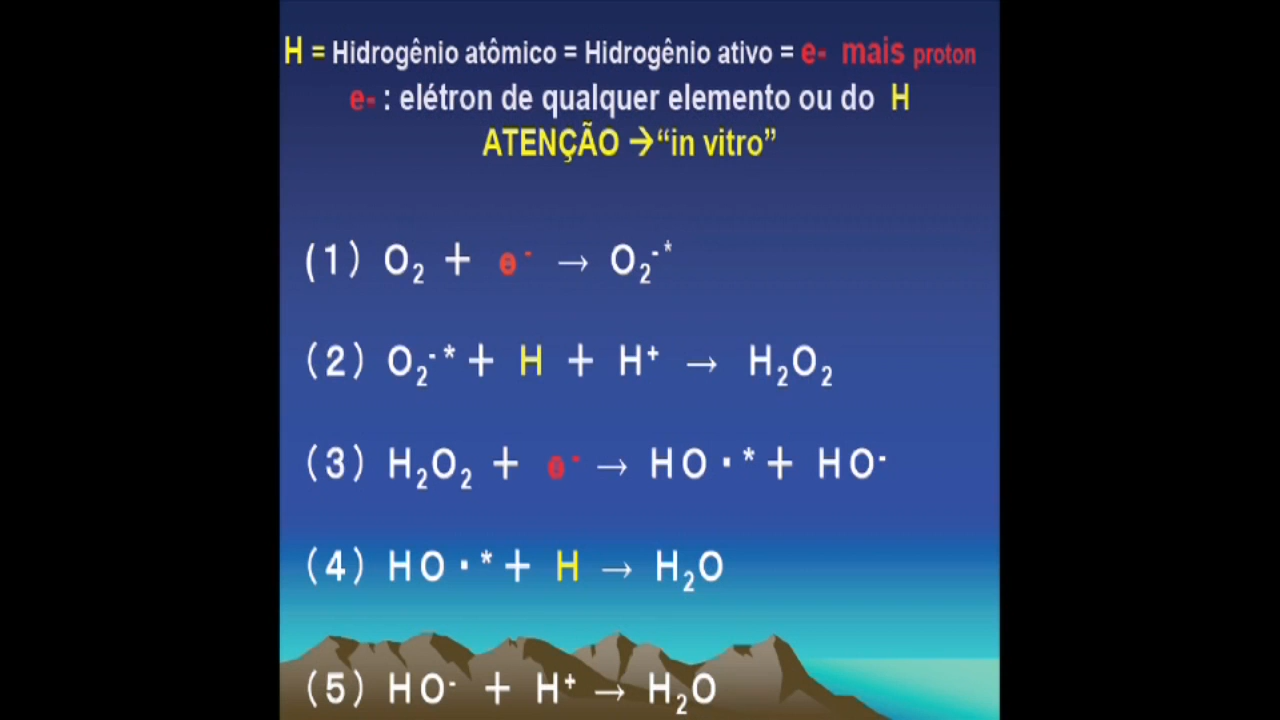 H = Hidrogênio atômico = Hidrogênio ativo = e- mais proton
e- : elétron de qualquer elemento ou do H
ATENÇÃO → “in vitro”
(1) O₂ + e⁻ → O₂⁻*
(2) O₂⁻* + H + H⁺ → H₂O₂
(3) H₂O₂ + e⁻ → HO·* + HO⁻
(4) HO·* + H → H₂O
(5) HO⁻ + H⁺ → H₂O